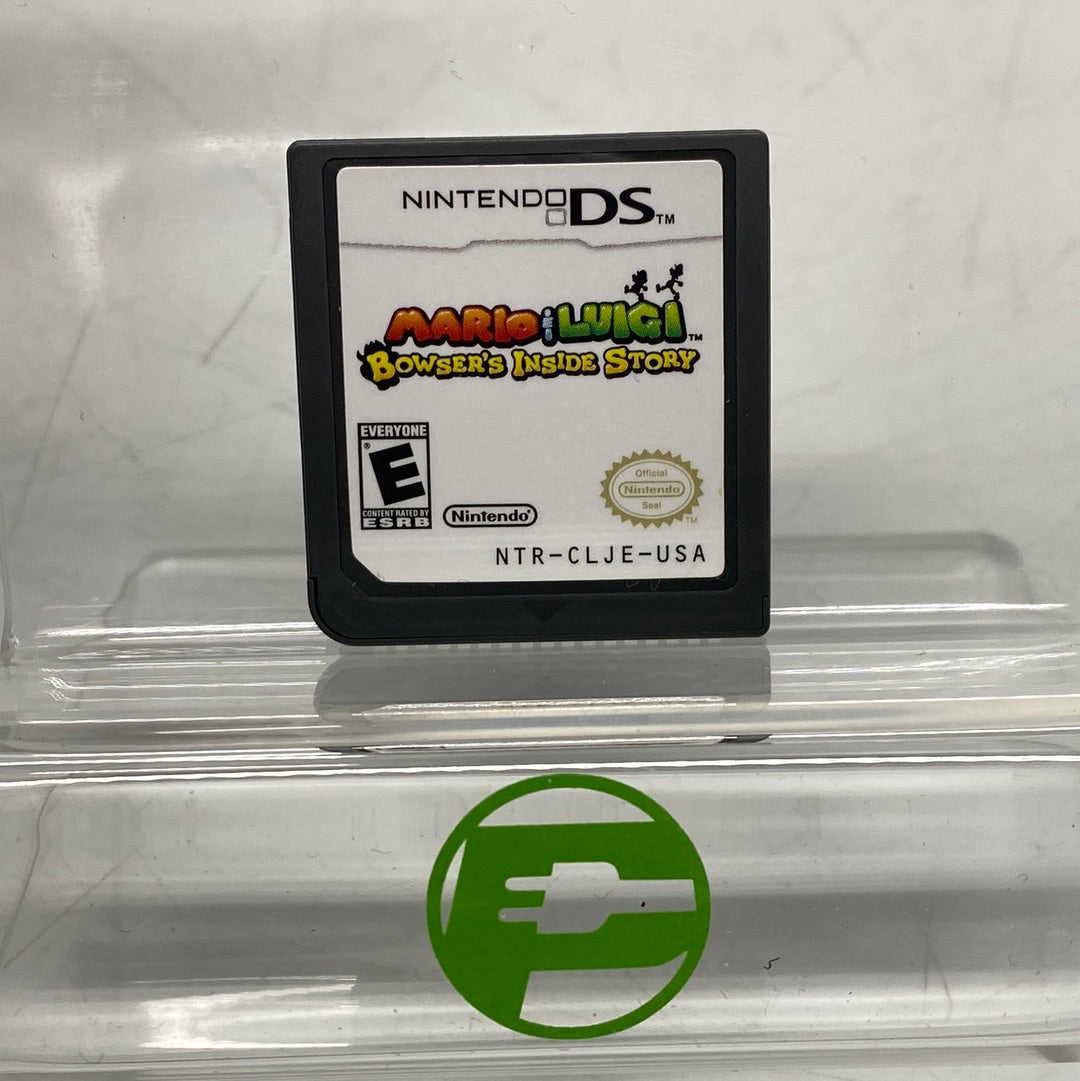 NINTENDO DS™
MARIO & LUIGI™
BOWSER'S INSIDE STORY
EVERYONE
E®
CONTENT RATED BY
ESRB
Nintendo®
Official
Nintendo
Seal
TM
NTR-CLJE-USA
P